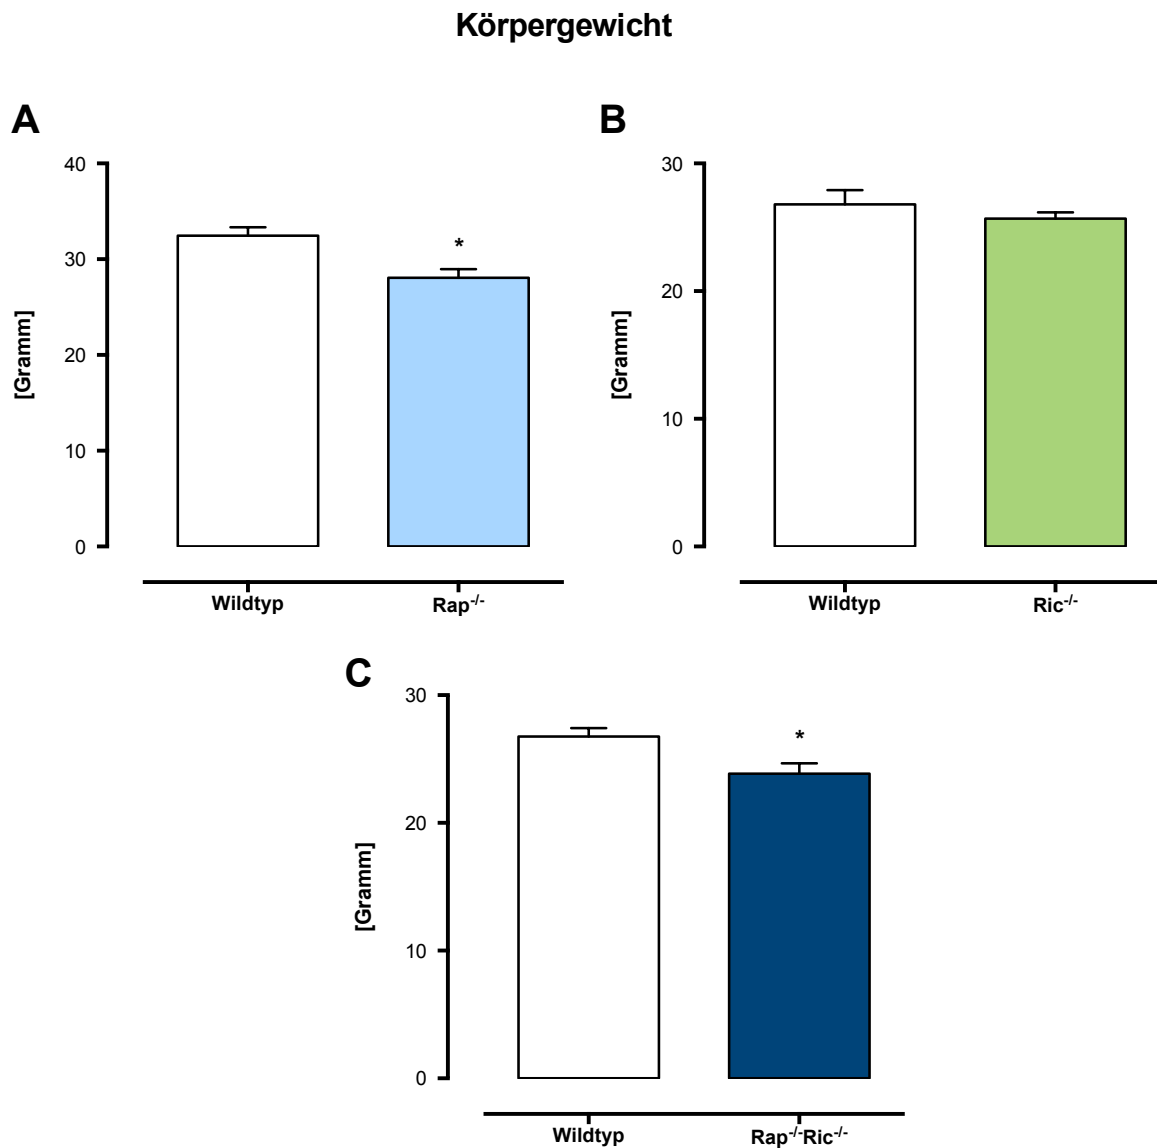 Körpergewicht
A
40
30
20
10
0
[Gramm]
*
Wildtyp
Rap⁻/⁻
B
30
20
10
0
[Gramm]
Wildtyp
Ric⁻/⁻
C
30
20
10
0
[Gramm]
*
Wildtyp
Rap⁻/⁻Ric⁻/⁻